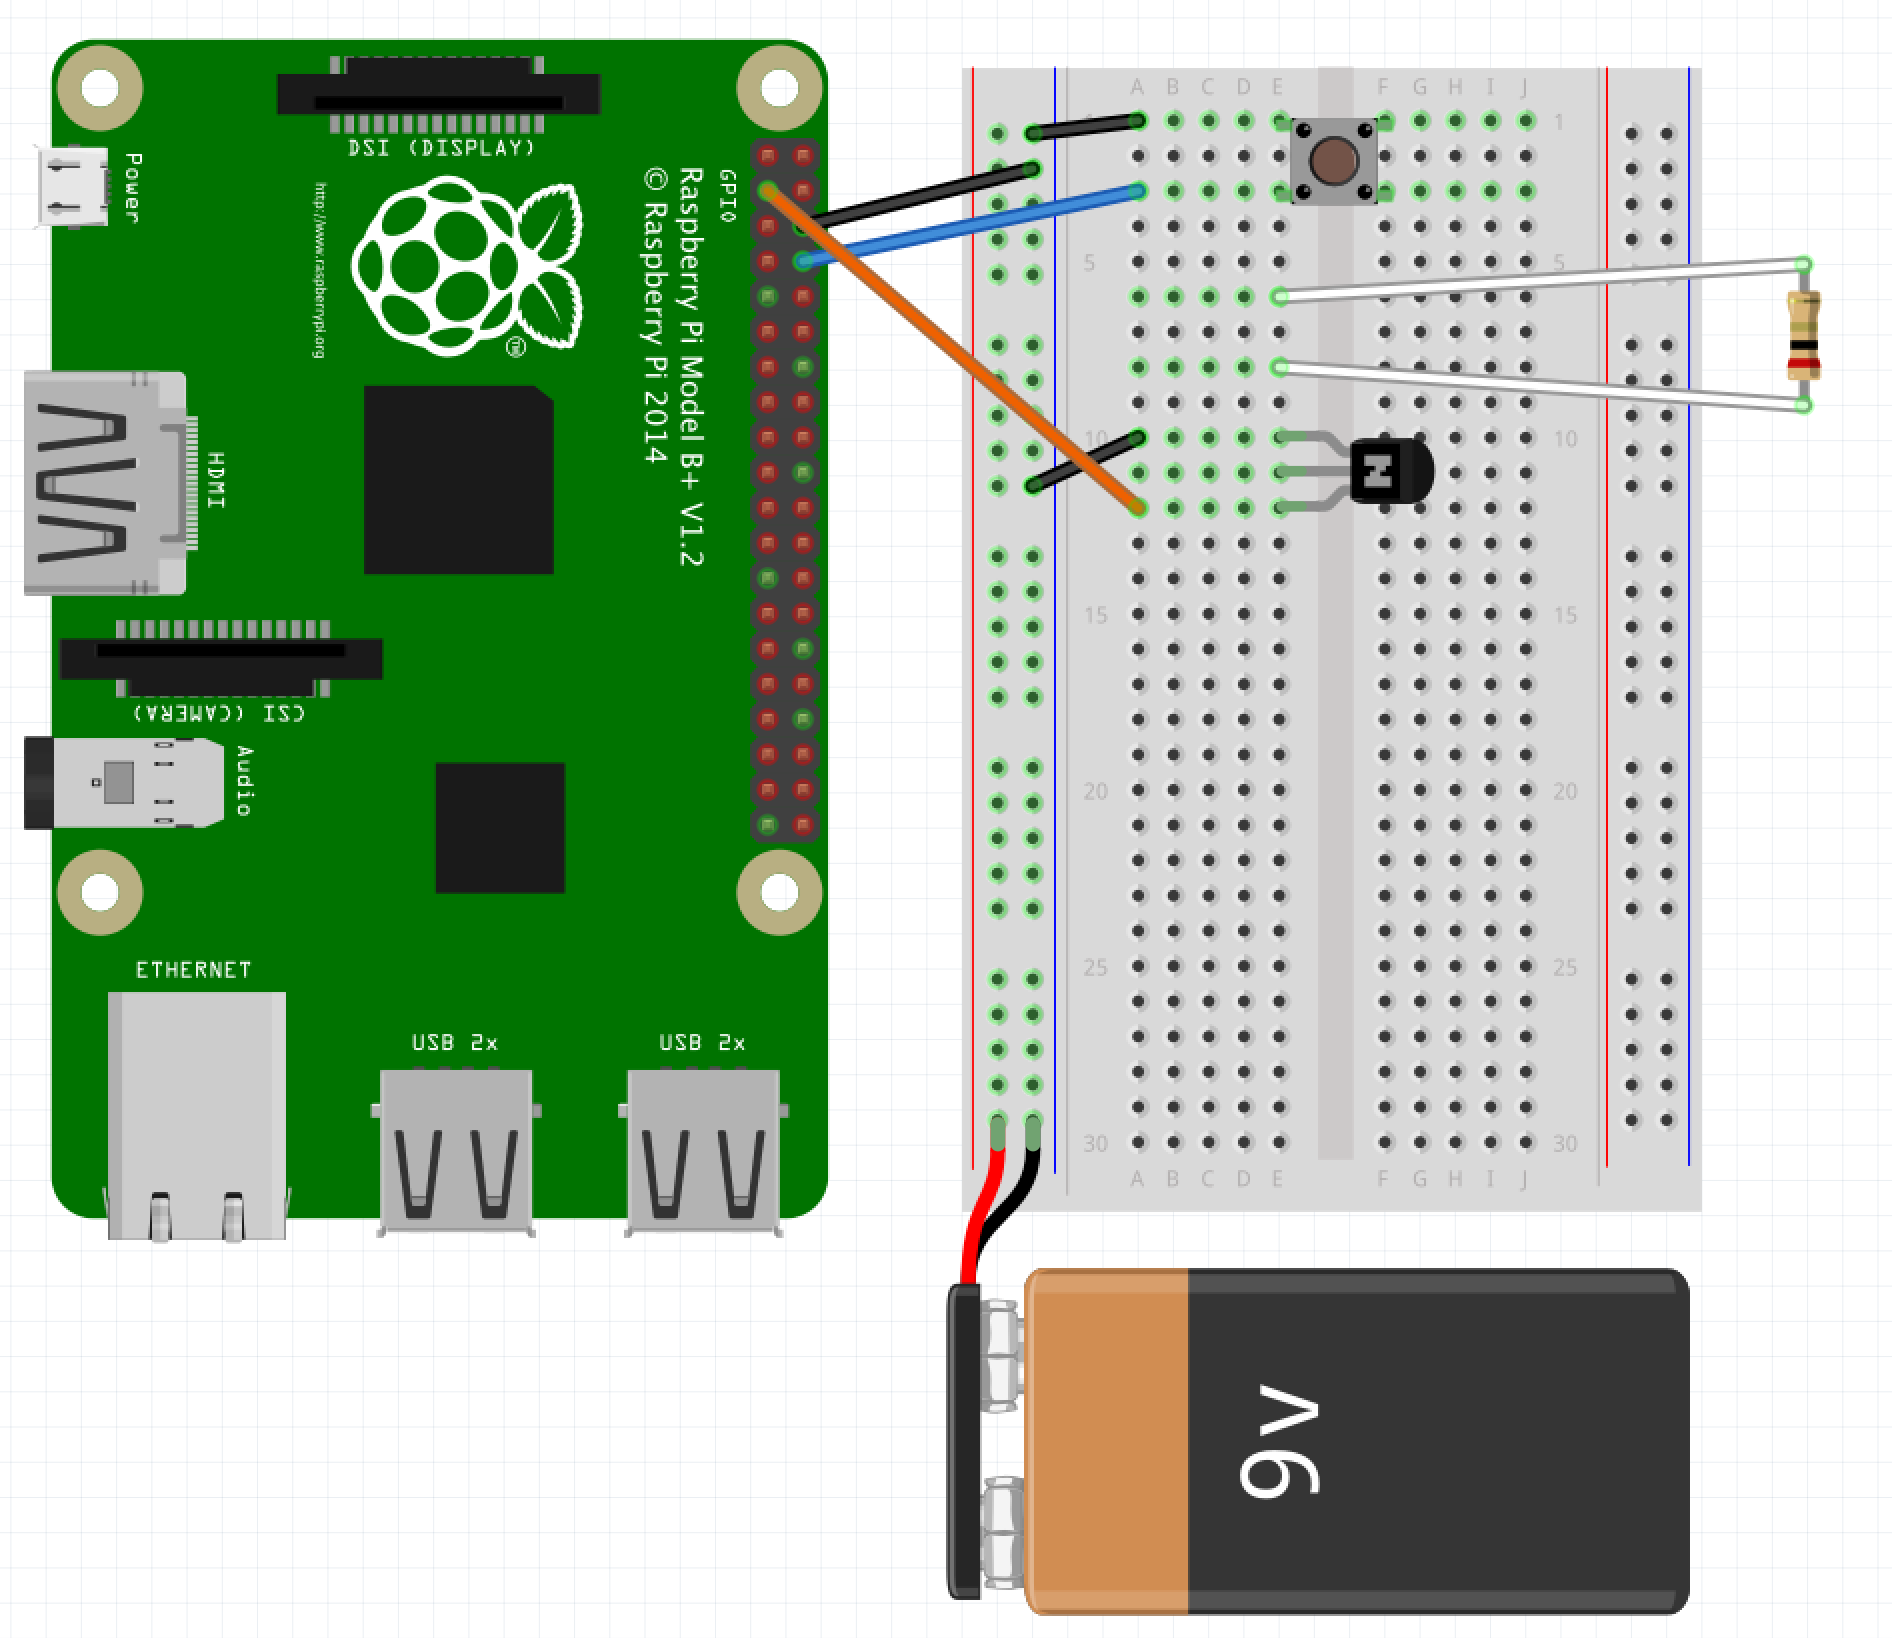 DSI (DISPLAY)
Power
http://www.raspberrypi.org
TM
GPIO
Raspberry Pi Model B+ V1.2
© Raspberry Pi 2014
HDMI
CSI (CAMERA)
Audio
ETHERNET
USB 2x
USB 2x
A B C D E F G H I J
1
5 5
10 10
15 15
20 20
25 25
30 30
A B C D E F G H I J
N
9v